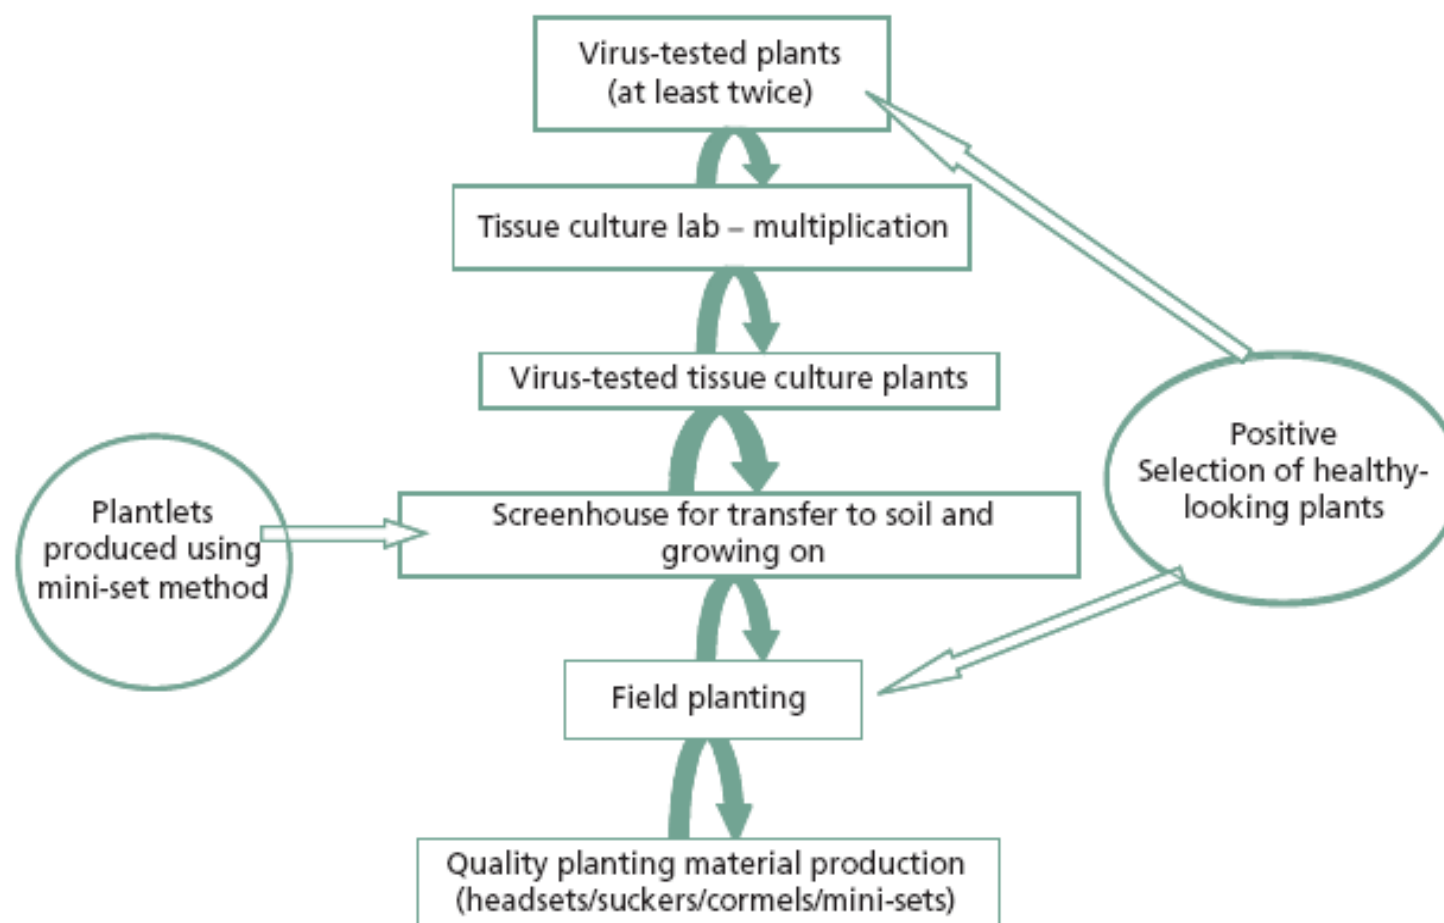 Virus-tested plants
(at least twice)
Tissue culture lab – multiplication
Virus-tested tissue culture plants
Plantlets
produced using
mini-set method
Screenhouse for transfer to soil and
growing on
Positive
Selection of healthy-
looking plants
Field planting
Quality planting material production
(headsets/suckers/cormels/mini-sets)